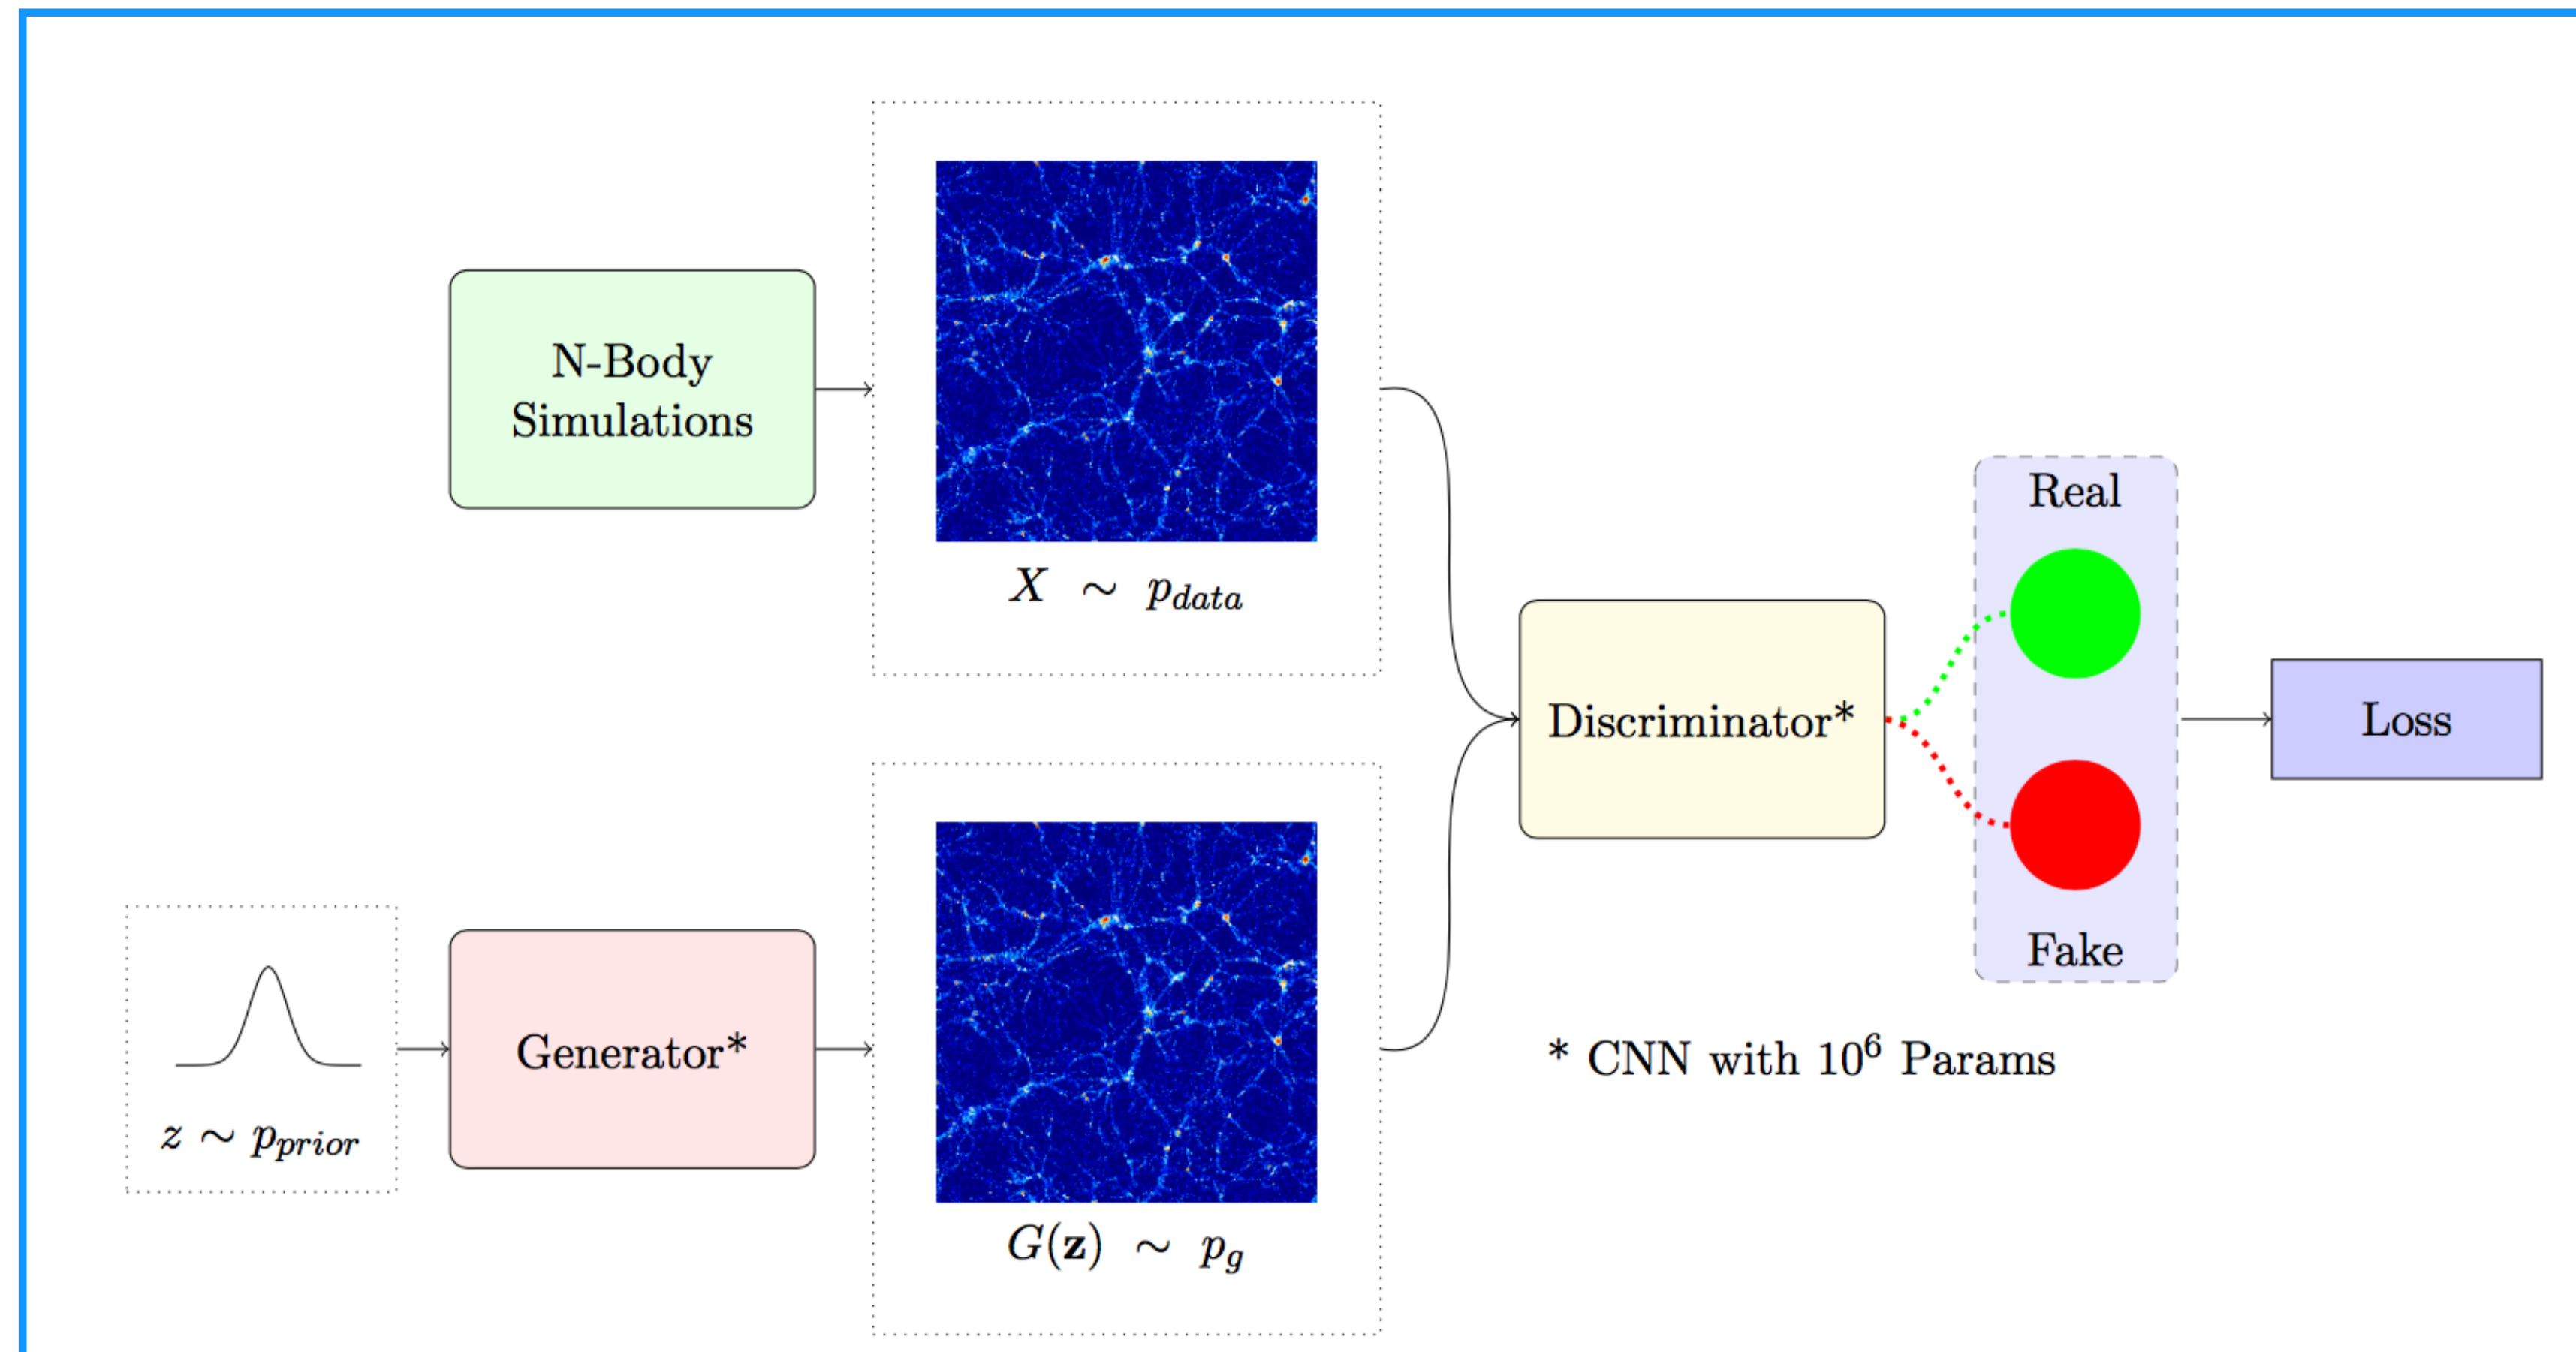 N-Body
Simulations
X ∼ p_data
Real
Discriminator*
Loss
Fake
Generator*
* CNN with 10^6 Params
z ∼ p_prior
G(z) ∼ p_g